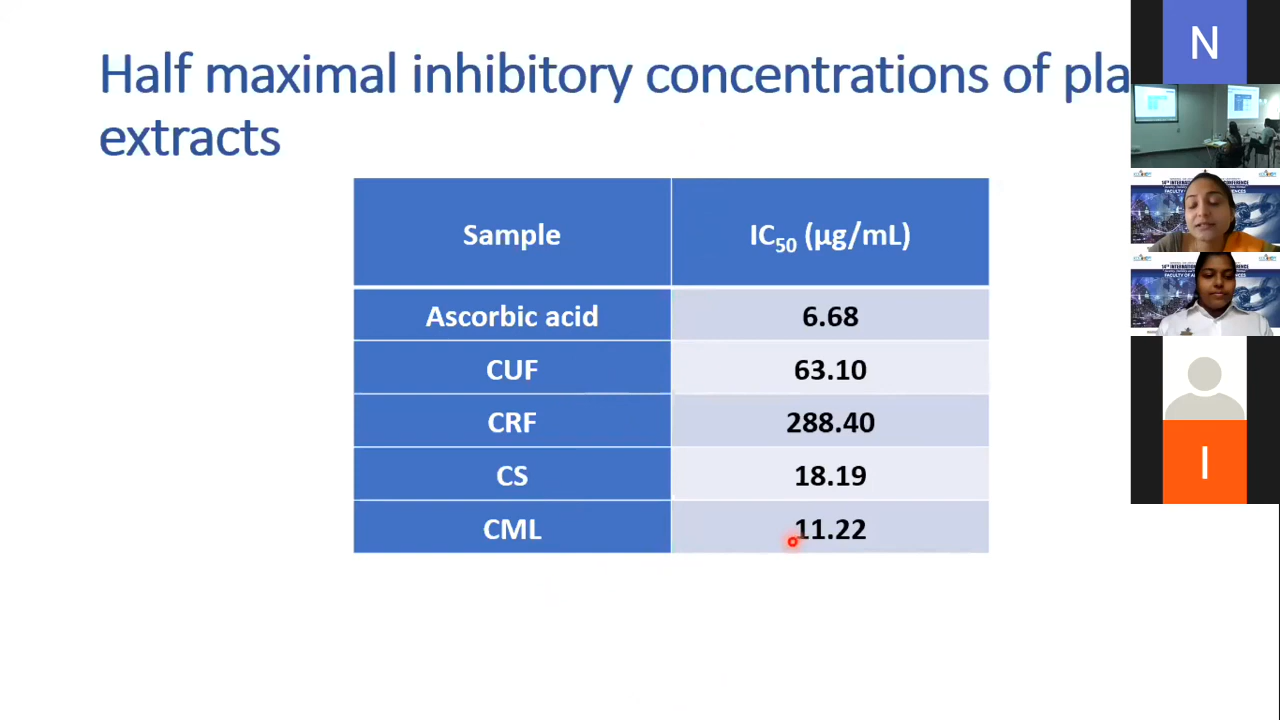 Half maximal inhibitory concentrations of pla
extracts
Sample IC50 (µg/mL)
Ascorbic acid 6.68
CUF 63.10
CRF 288.40
CS 18.19
CML 11.22
N
I